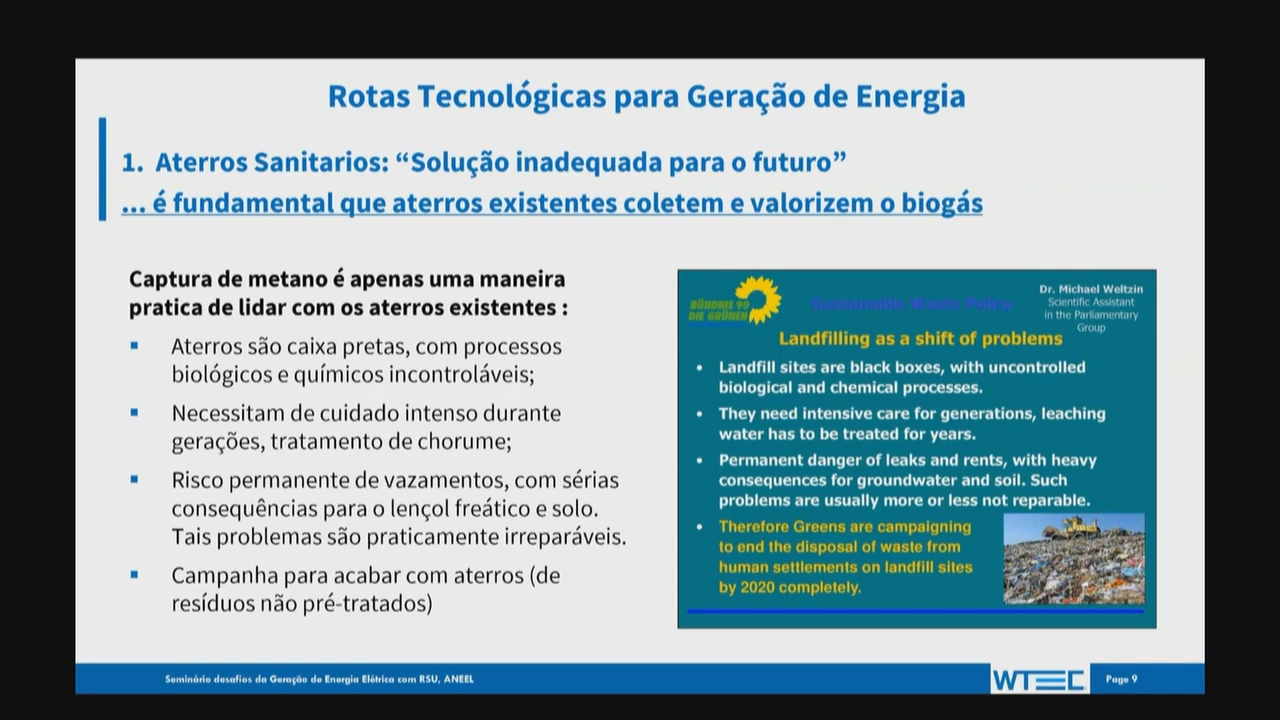 Rotas Tecnológicas para Geração de Energia
1. Aterros Sanitarios: “Solução inadequada para o futuro”
... é fundamental que aterros existentes coletem e valorizem o biogás
Captura de metano é apenas uma maneira
pratica de lidar com os aterros existentes :
▪ Aterros são caixa pretas, com processos
biológicos e químicos incontroláveis;
▪ Necessitam de cuidado intenso durante
gerações, tratamento de chorume;
▪ Risco permanente de vazamentos, com sérias
consequências para o lençol freático e solo.
Tais problemas são praticamente irreparáveis.
▪ Campanha para acabar com aterros (de
resíduos não pré-tratados)
BÜNDNIS 90
DIE GRÜNEN
Sustainable Waste Policy
Dr. Michael Weltzin
Scientific Assistant
in the Parliamentary
Group
Landfilling as a shift of problems
• Landfill sites are black boxes, with uncontrolled
biological and chemical processes.
• They need intensive care for generations, leaching
water has to be treated for years.
• Permanent danger of leaks and rents, with heavy
consequences for groundwater and soil. Such
problems are usually more or less not reparable.
• Therefore Greens are campaigning
to end the disposal of waste from
human settlements on landfill sites
by 2020 completely.
Seminário desafios da Geração de Energia Elétrica com RSU, ANEEL
WTEC
Page 9